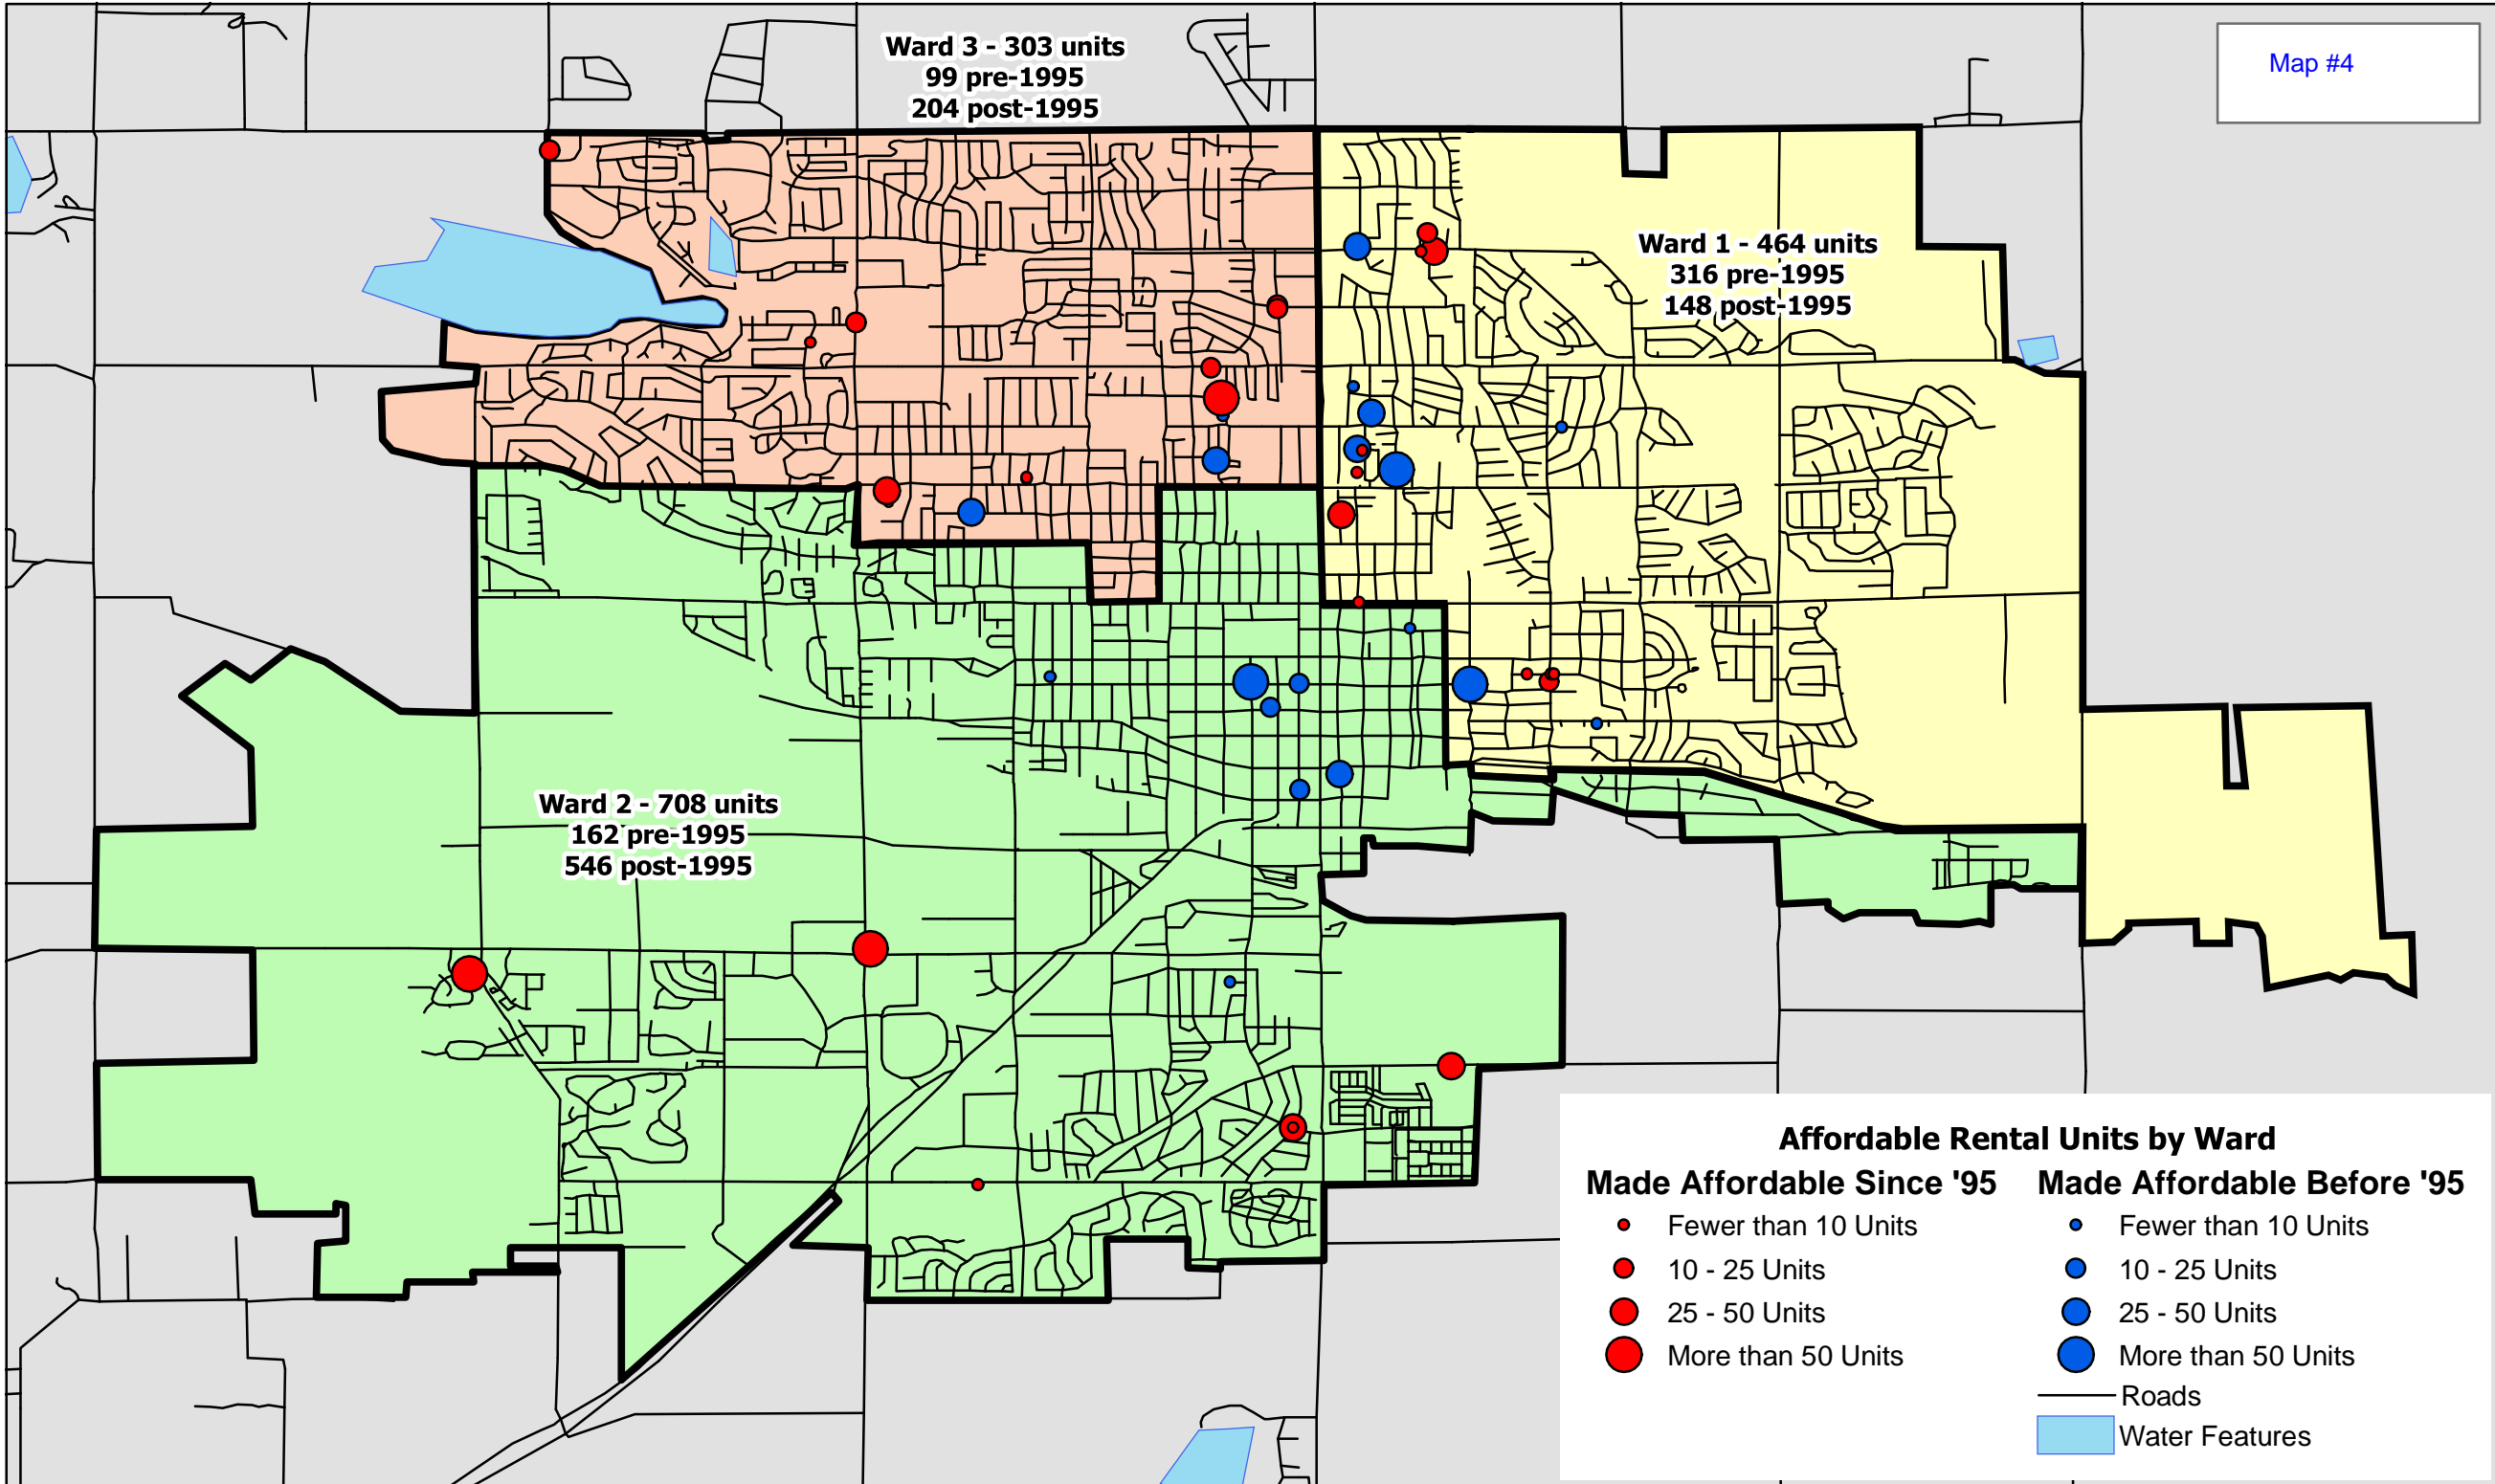 Map #4
Ward 3 - 303 units
99 pre-1995
204 post-1995
Ward 1 - 464 units
316 pre-1995
148 post-1995
Ward 2 - 708 units
162 pre-1995
546 post-1995
Affordable Rental Units by Ward
Made Affordable Since '95
Fewer than 10 Units
10 - 25 Units
25 - 50 Units
More than 50 Units
Made Affordable Before '95
Fewer than 10 Units
10 - 25 Units
25 - 50 Units
More than 50 Units
Roads
Water Features